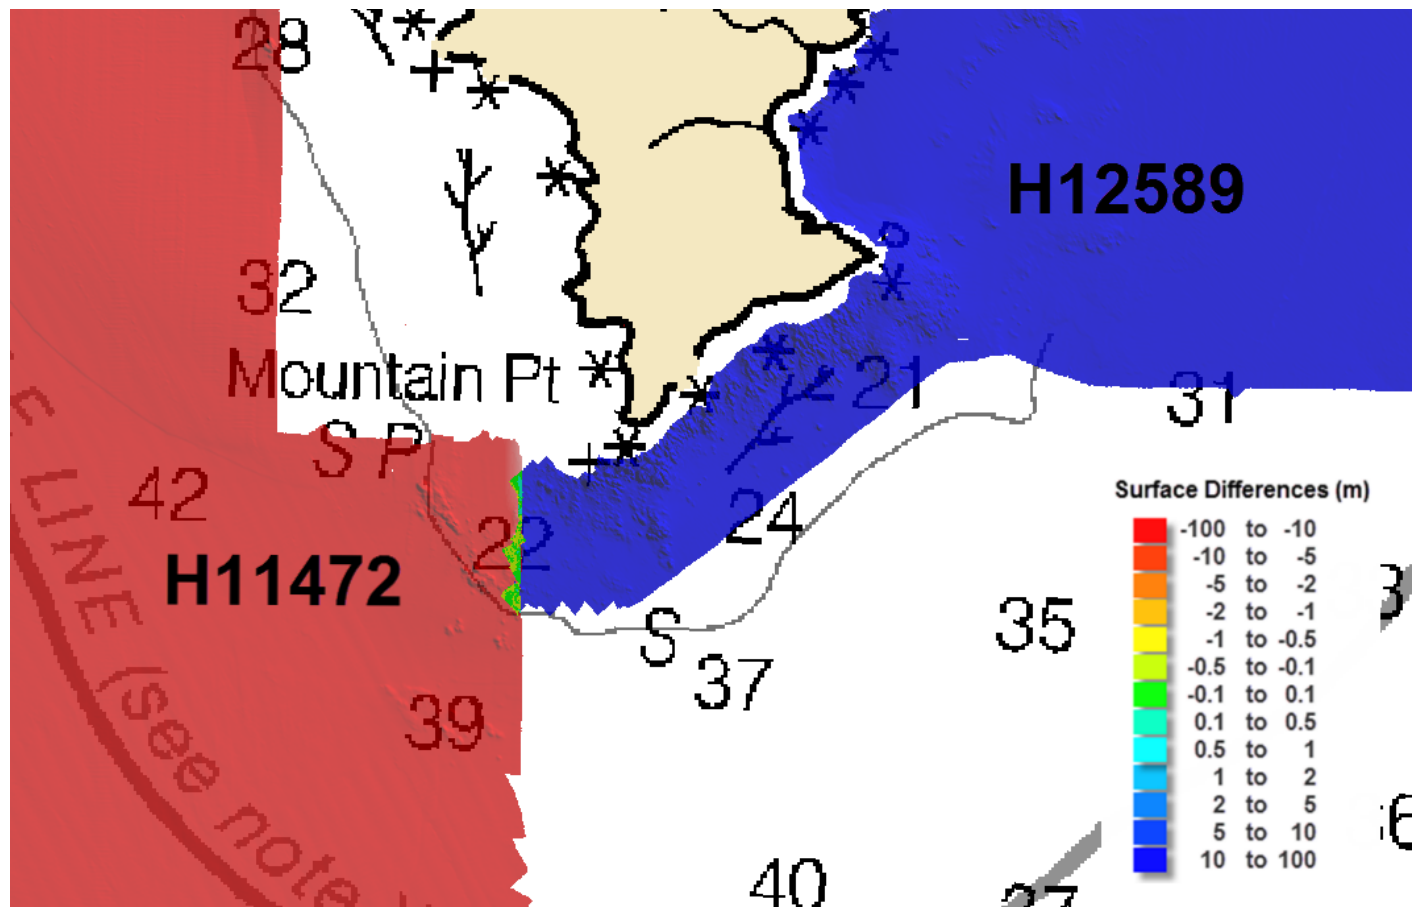 28
H12589
32
Mountain Pt
21
31
S P
42
22
24
H11472
LINE (see note
S
35
37
39
40
37
Surface Differences (m)
-100 to -10
-10 to -5
-5 to -2
-2 to -1
-1 to -0.5
-0.5 to -0.1
-0.1 to 0.1
0.1 to 0.5
0.5 to 1
1 to 2
2 to 5
5 to 10
10 to 100